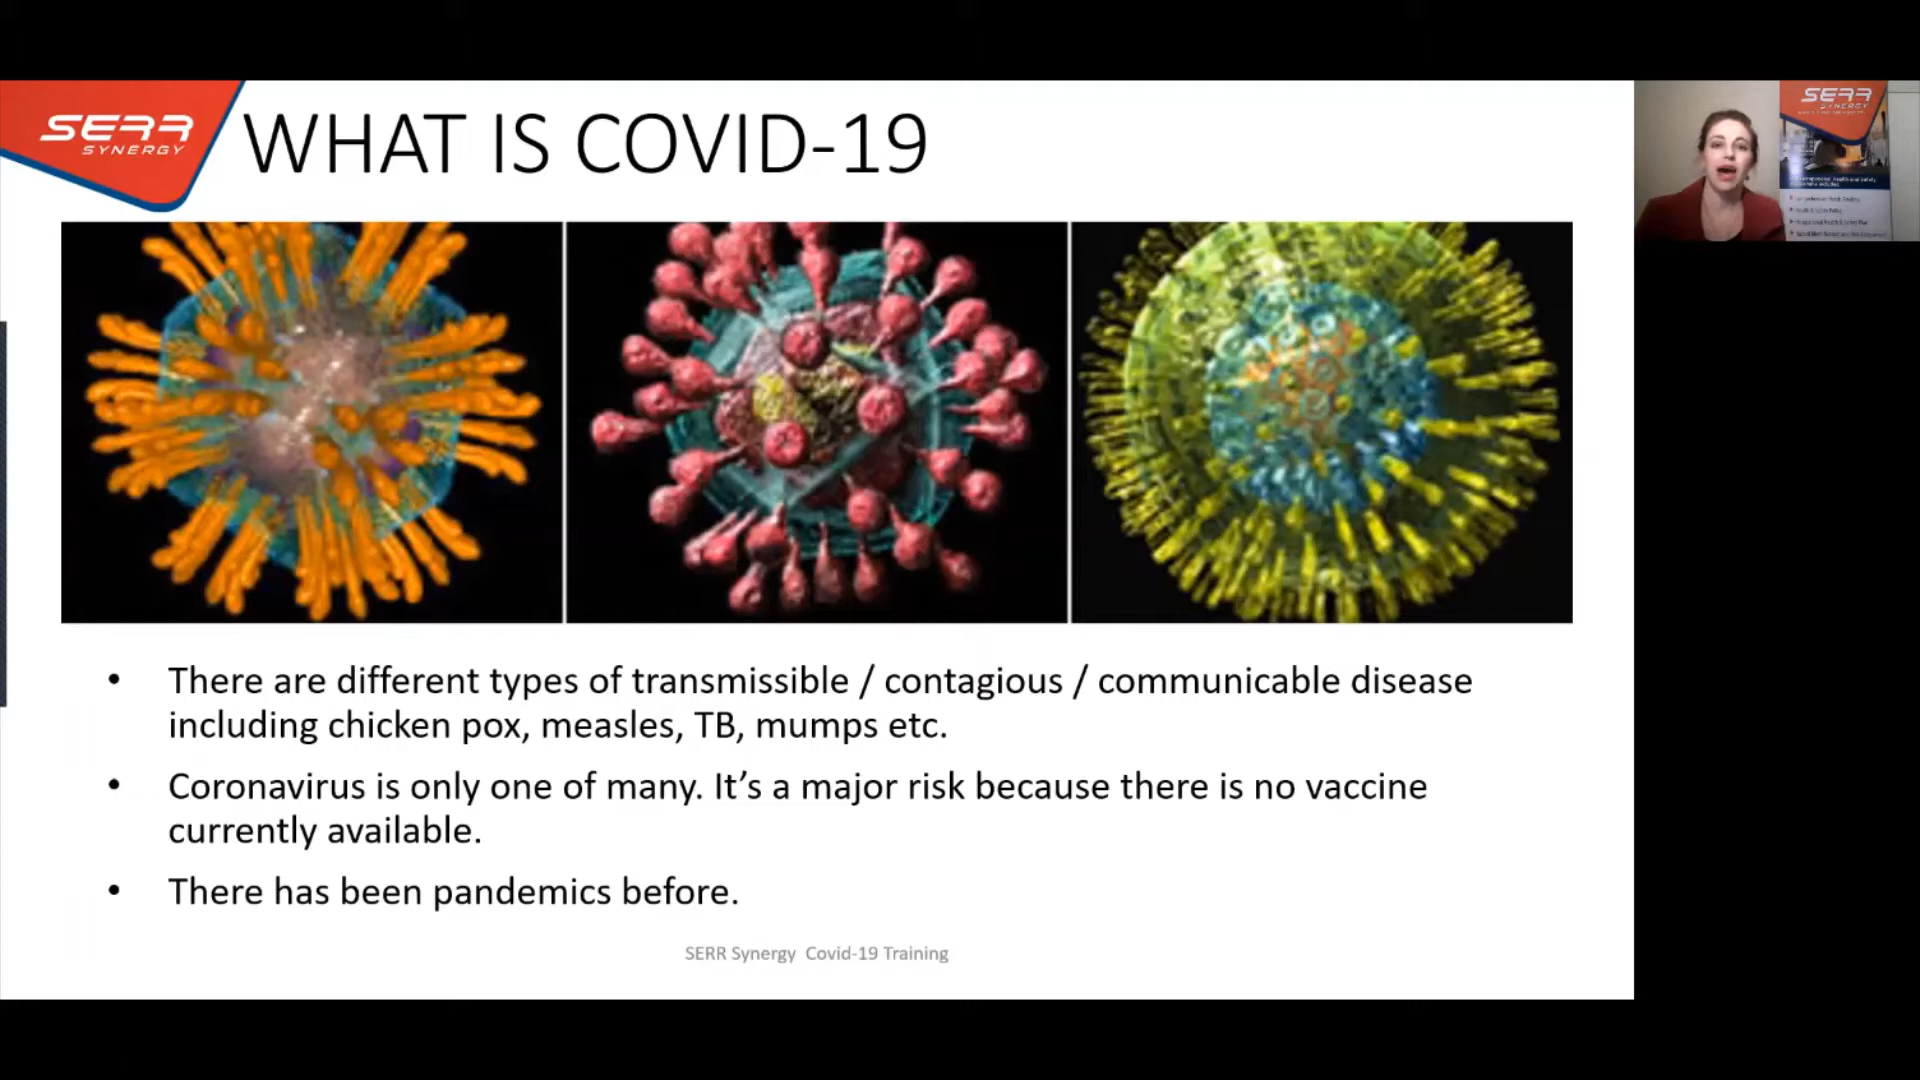 SERR
SYNERGY
WHAT IS COVID-19
SERR
SYNERGY
• There are different types of transmissible / contagious / communicable disease
including chicken pox, measles, TB, mumps etc.
• Coronavirus is only one of many. It’s a major risk because there is no vaccine
currently available.
• There has been pandemics before.
SERR Synergy Covid-19 Training